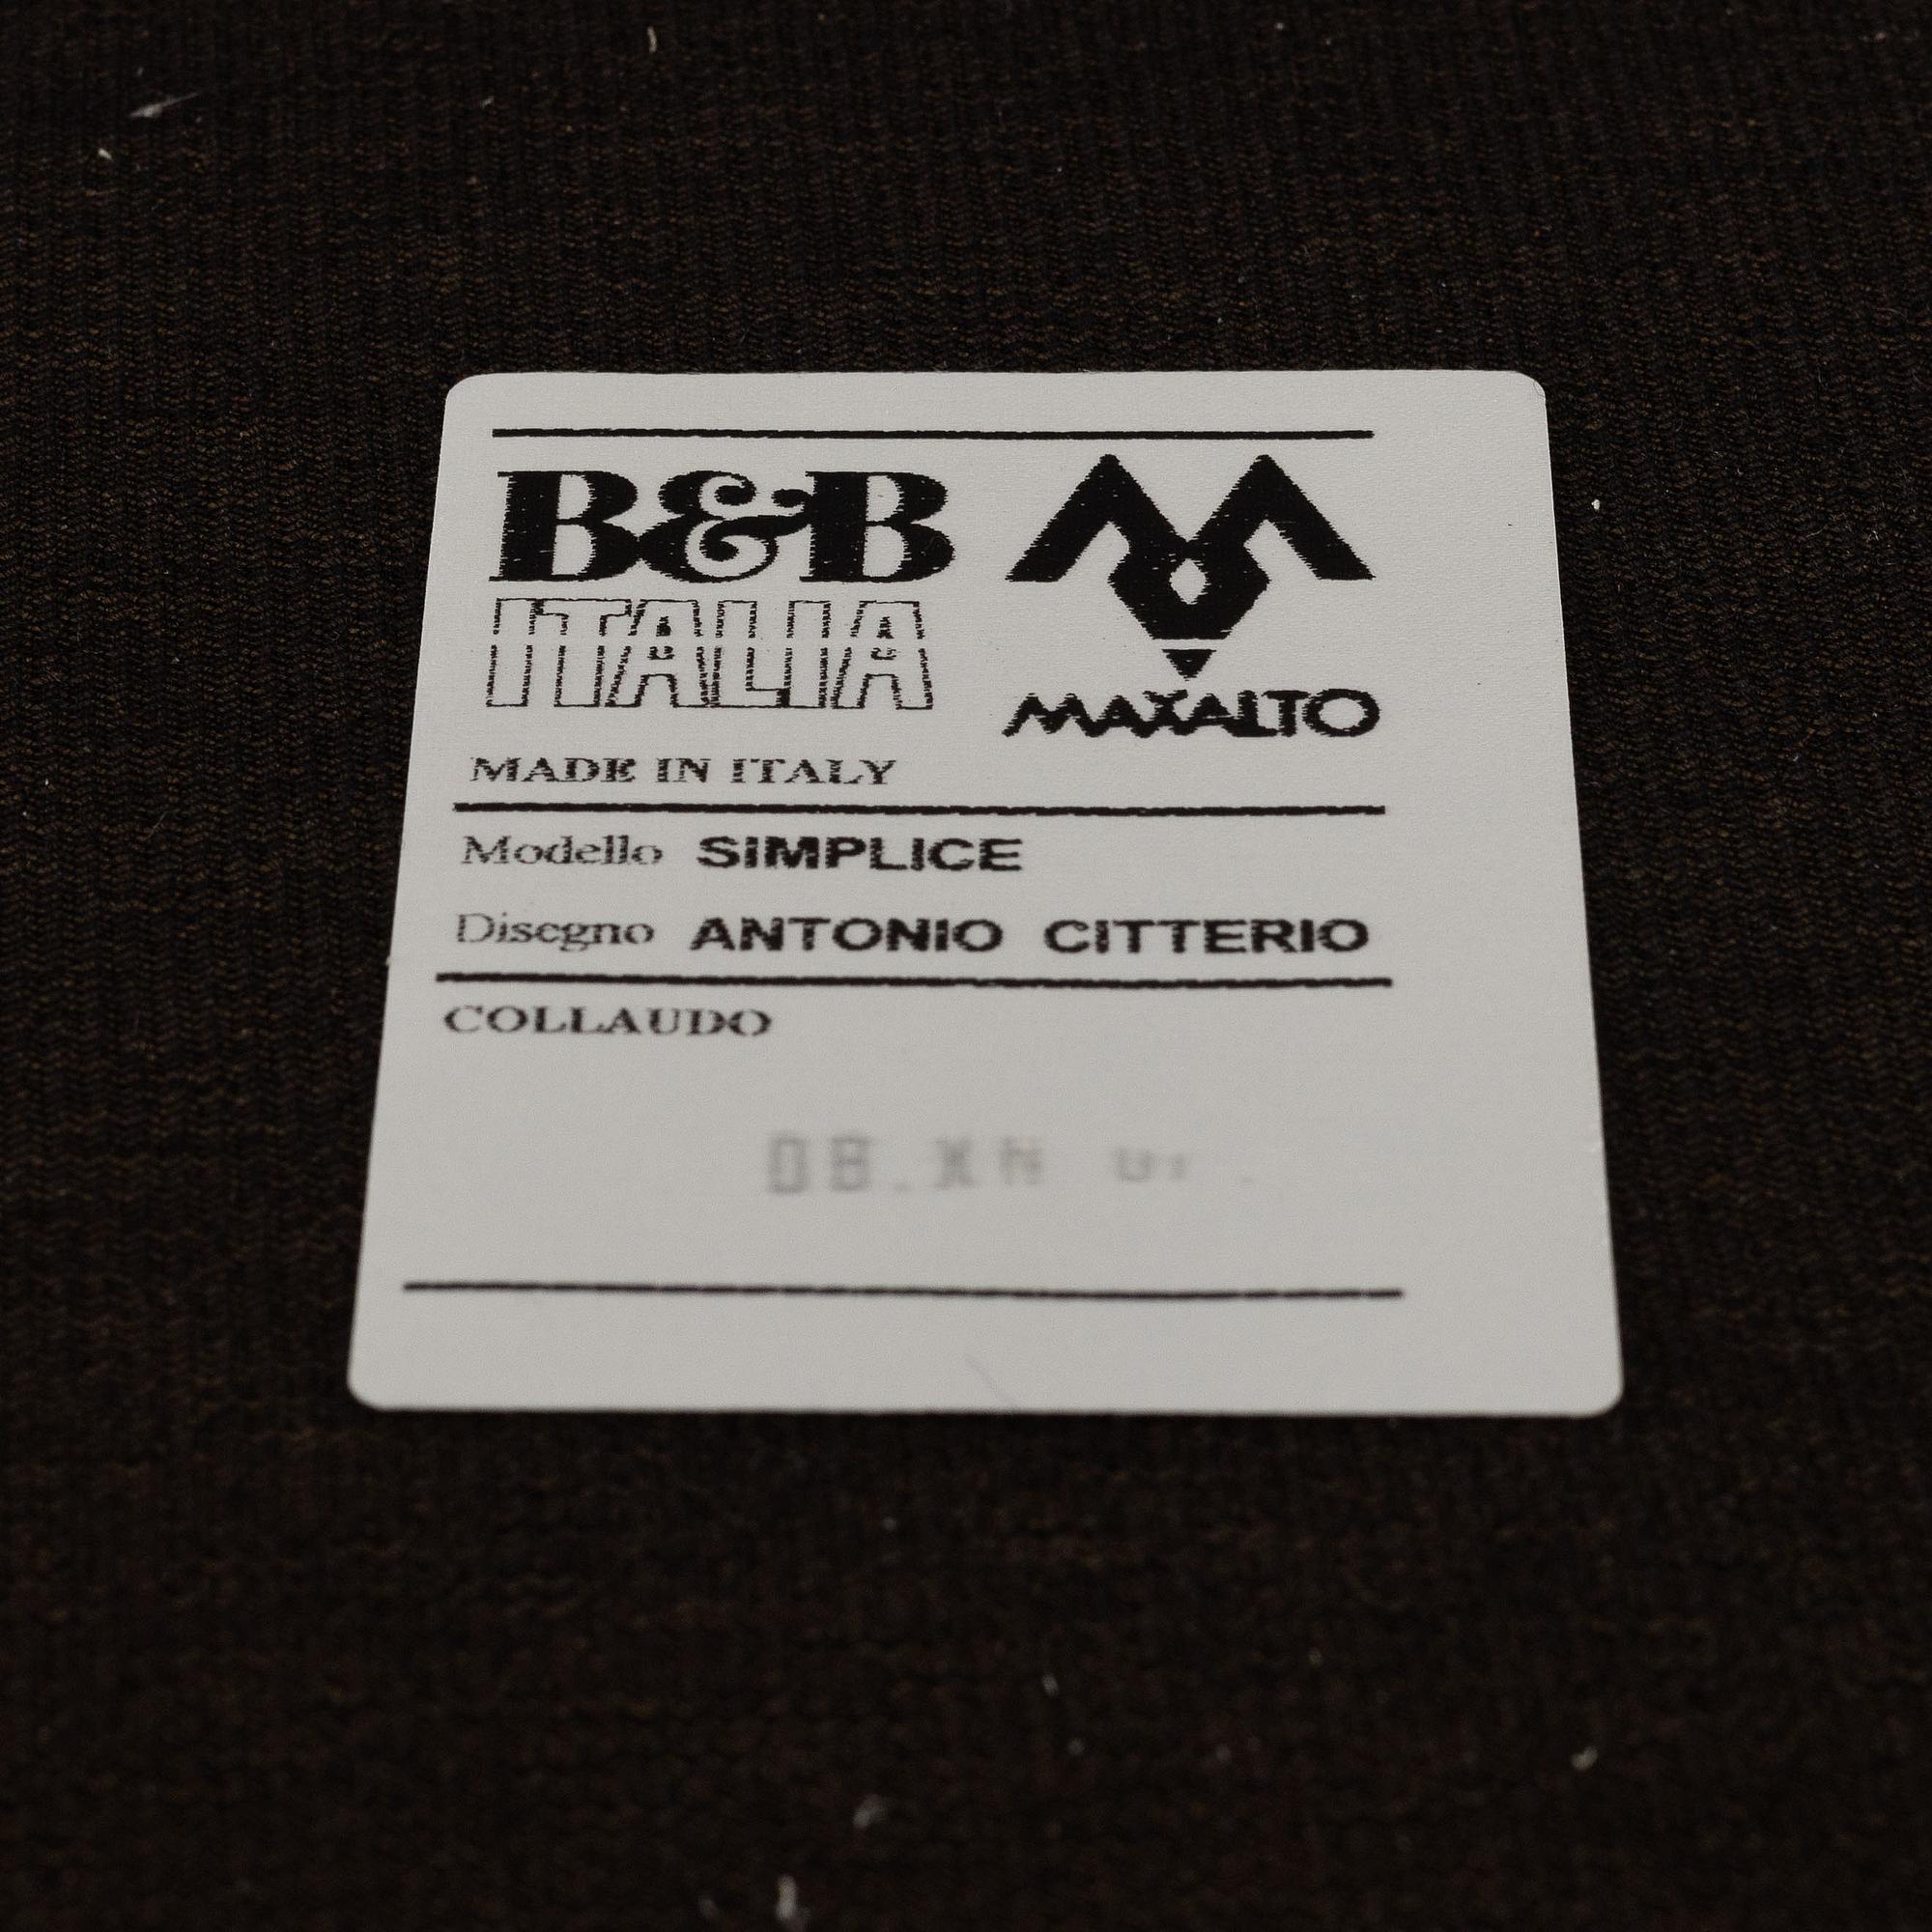 B&B
ITALIA
MAXALTO
MADE IN ITALY
Modello SIMPLICE
Disegno ANTONIO CITTERIO
COLLAUDO